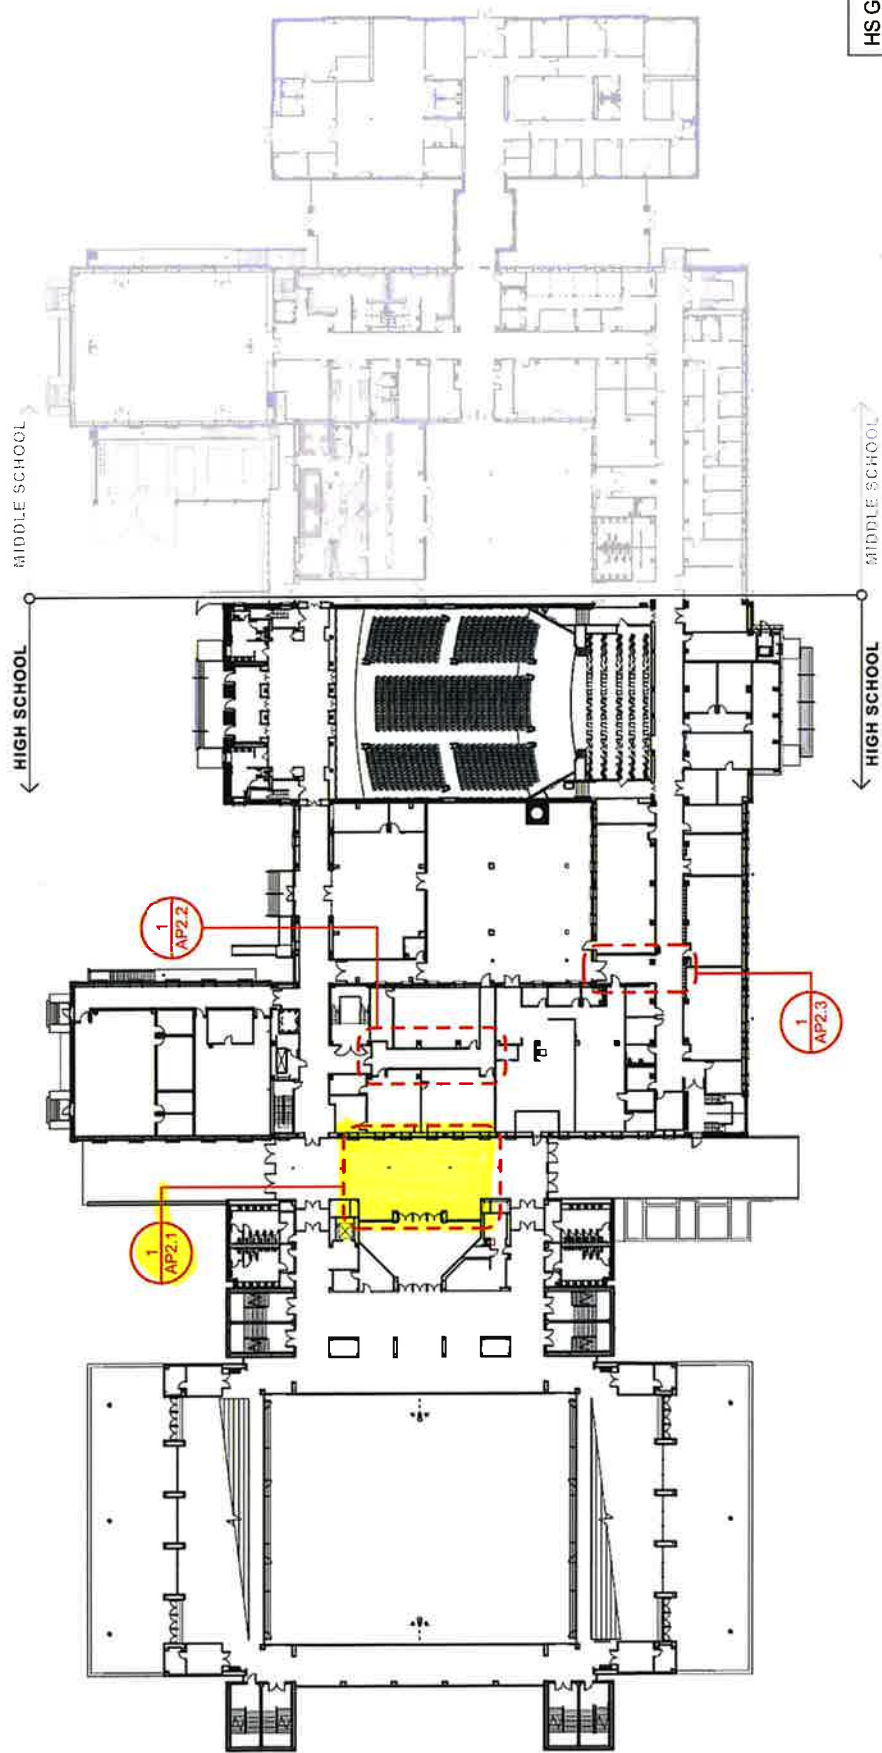 HS G
MIDDLE SCHOOL
MIDDLE SCHOOL
HIGH SCHOOL
HIGH SCHOOL
1
AP2.2
1
AP2.3
1
AP2.1